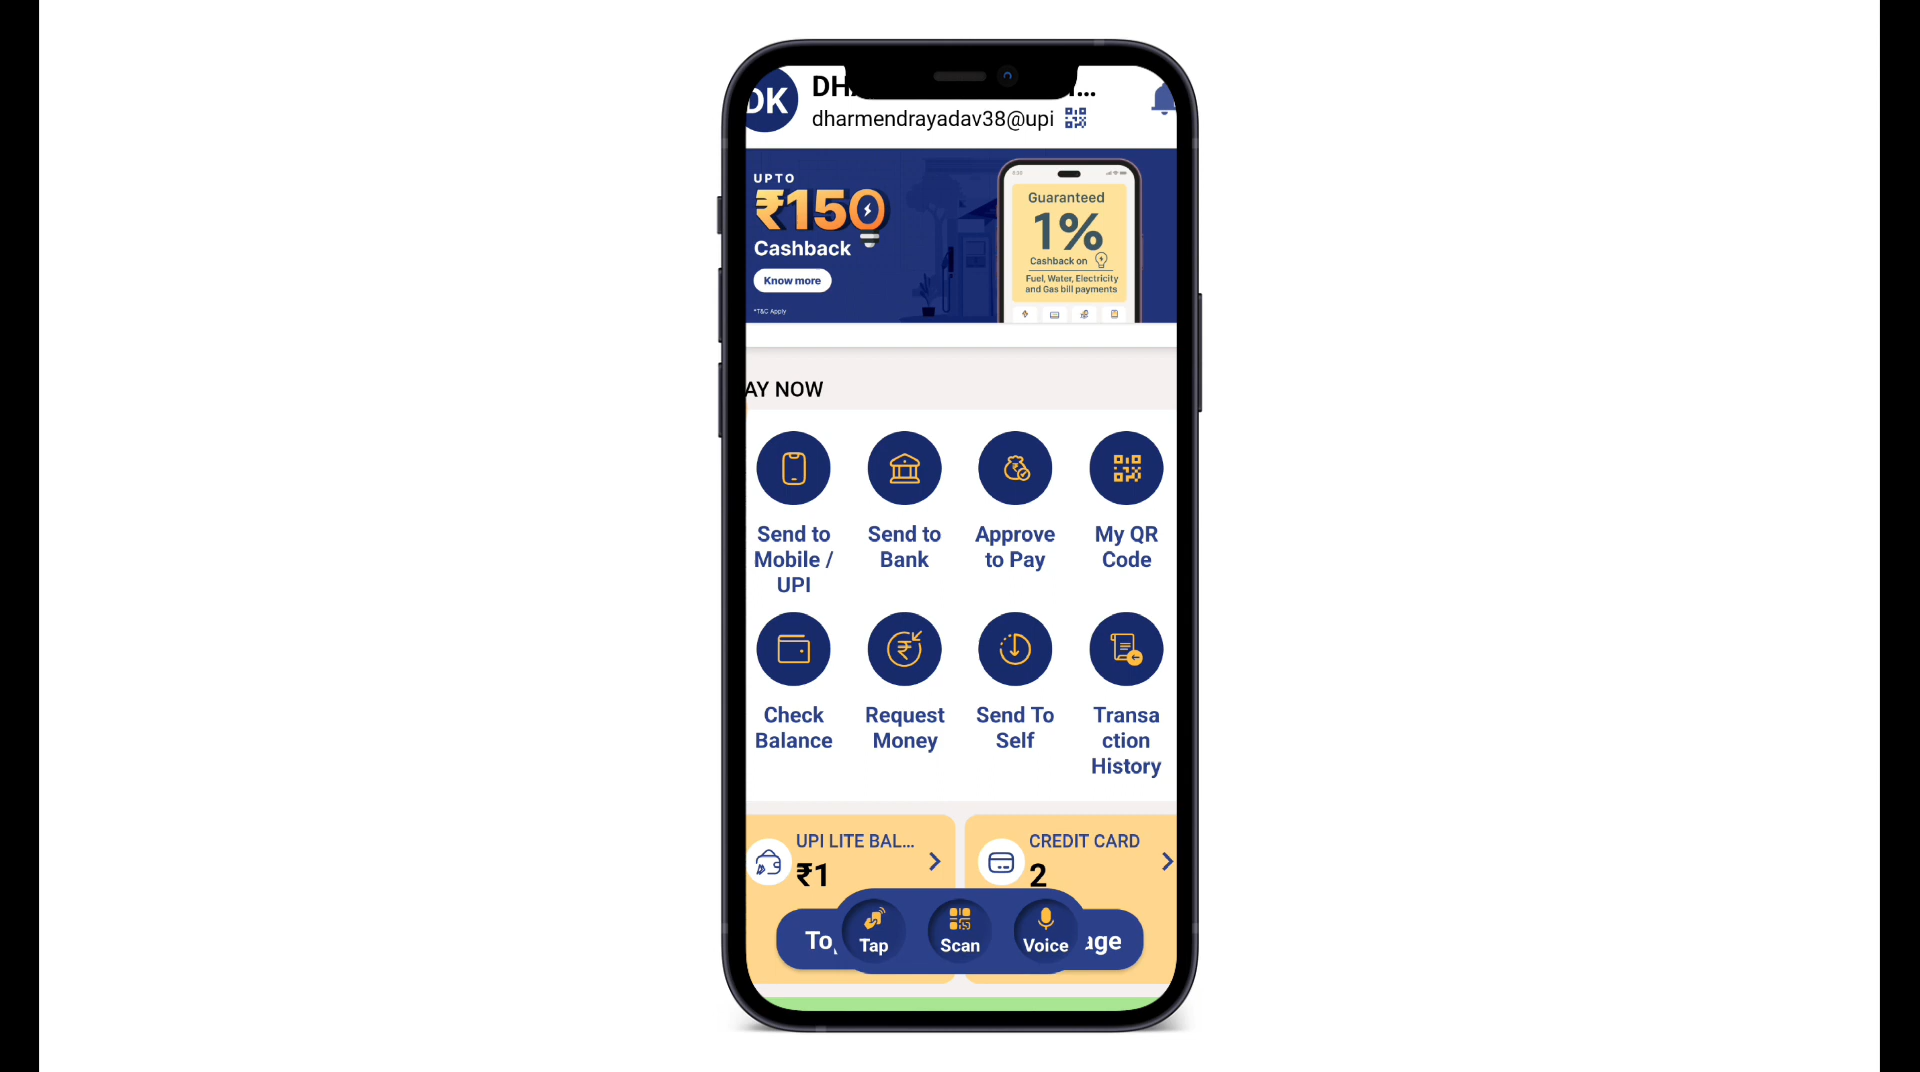 DK
DH
...
dharmendrayadav38@upi
UPTO
₹150
Cashback
Know more
*T&C Apply
Guaranteed
1%
Cashback on
Fuel, Water, Electricity
and Gas bill payments
AY NOW
Send to
Mobile /
UPI
Send to
Bank
Approve
to Pay
My QR
Code
Check
Balance
Request
Money
Send To
Self
Transa
ction
History
UPI LITE BAL...
₹1
CREDIT CARD
2
To
Tap
Scan
Voice
age